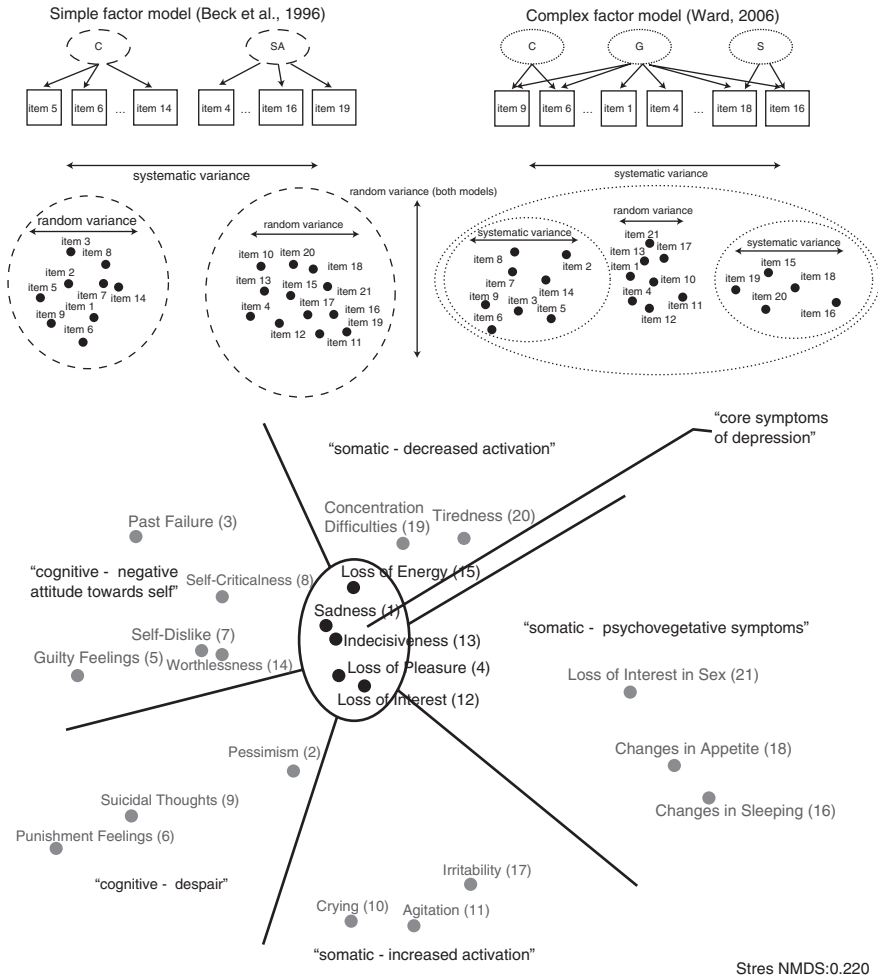 Simple factor model (Beck et al., 1996)
Complex factor model (Ward, 2006)
C
SA
C
G
S
item 5
item 6
...
item 14
item 4
...
item 16
item 19
item 9
item 6
...
item 1
item 4
...
item 18
item 16
systematic variance
systematic variance
random variance (both models)
random variance
item 3
item 8
item 2
item 5
item 7
item 14
item 1
item 9
item 6
random variance
item 10
item 20
item 18
item 13
item 15
item 21
item 4
item 17
item 16
item 19
item 12
item 11
systematic variance
item 8
item 2
item 7
item 14
item 9
item 3
item 5
item 6
random variance
item 21
item 13
item 17
item 1
item 10
item 4
item 11
item 12
systematic variance
item 15
item 19
item 18
item 20
item 16
“core symptoms
of depression”
“somatic - decreased activation”
Concentration
Difficulties (19)
Tiredness (20)
Past Failure (3)
“cognitive - negative
attitude towards self”
Self-Criticalness (8)
Self-Dislike (7)
Guilty Feelings (5)
Worthlessness (14)
Loss of Energy (15)
Sadness (1)
Indecisiveness (13)
Loss of Pleasure (4)
Loss of Interest (12)
“somatic - psychovegetative symptoms”
Loss of Interest in Sex (21)
Changes in Appetite (18)
Changes in Sleeping (16)
Pessimism (2)
Suicidal Thoughts (9)
Punishment Feelings (6)
“cognitive - despair”
Irritability (17)
Crying (10)
Agitation (11)
“somatic - increased activation”
Stres NMDS:0.220